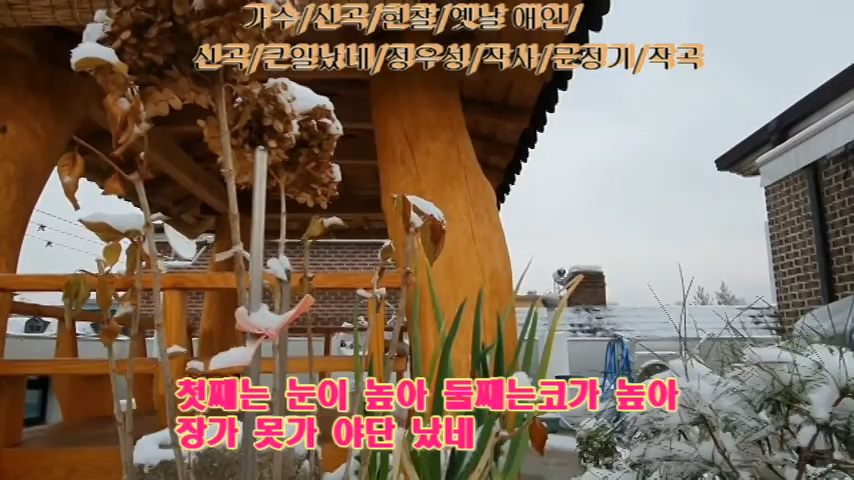 가수/신곡/힌찰/옛날 애인/
신곡/큰일났네/정우성/작사/문정기/작곡
첫째는 눈이 높아 둘째는코가 높아
장가 못가 야단 났네